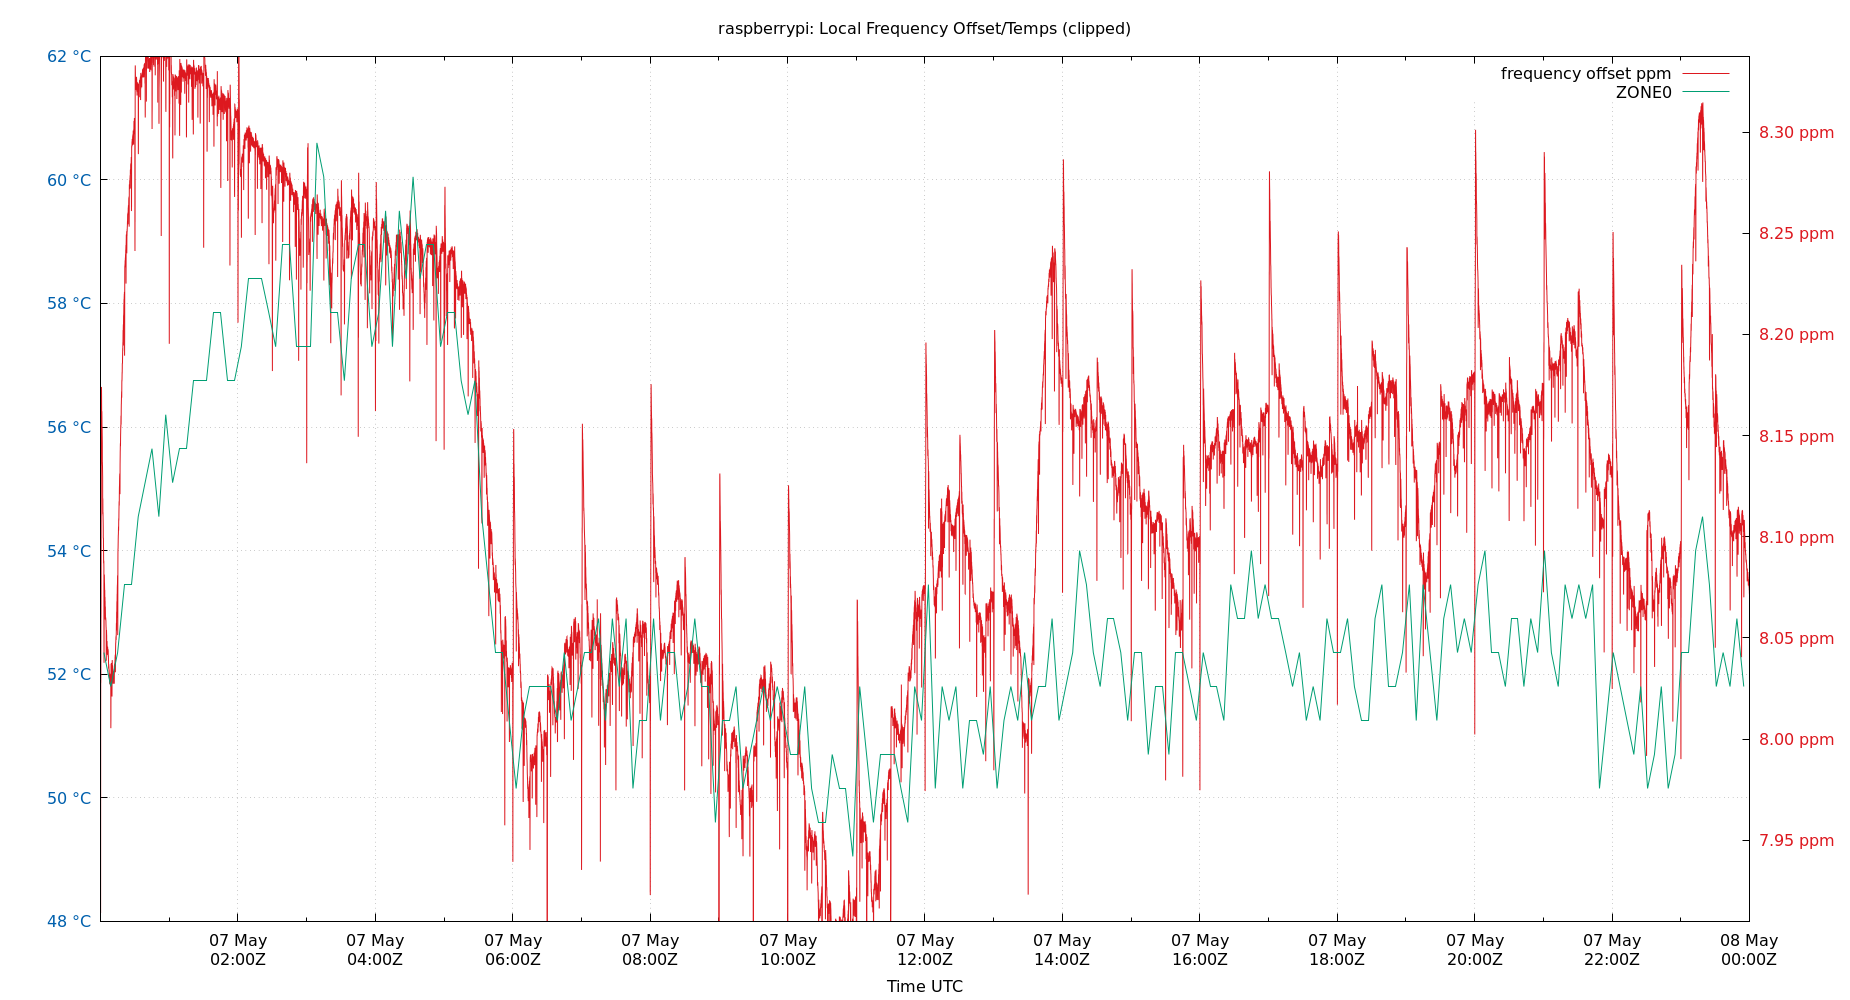 raspberrypi: Local Frequency Offset/Temps (clipped)
62 °C
60 °C
58 °C
56 °C
54 °C
52 °C
50 °C
48 °C
frequency offset ppm
ZONE0
8.30 ppm
8.25 ppm
8.20 ppm
8.15 ppm
8.10 ppm
8.05 ppm
8.00 ppm
7.95 ppm
07 May 07 May 07 May 07 May 07 May 07 May 07 May 07 May 07 May 07 May 07 May 08 May
02:00Z 04:00Z 06:00Z 08:00Z 10:00Z 12:00Z 14:00Z 16:00Z 18:00Z 20:00Z 22:00Z 00:00Z
Time UTC